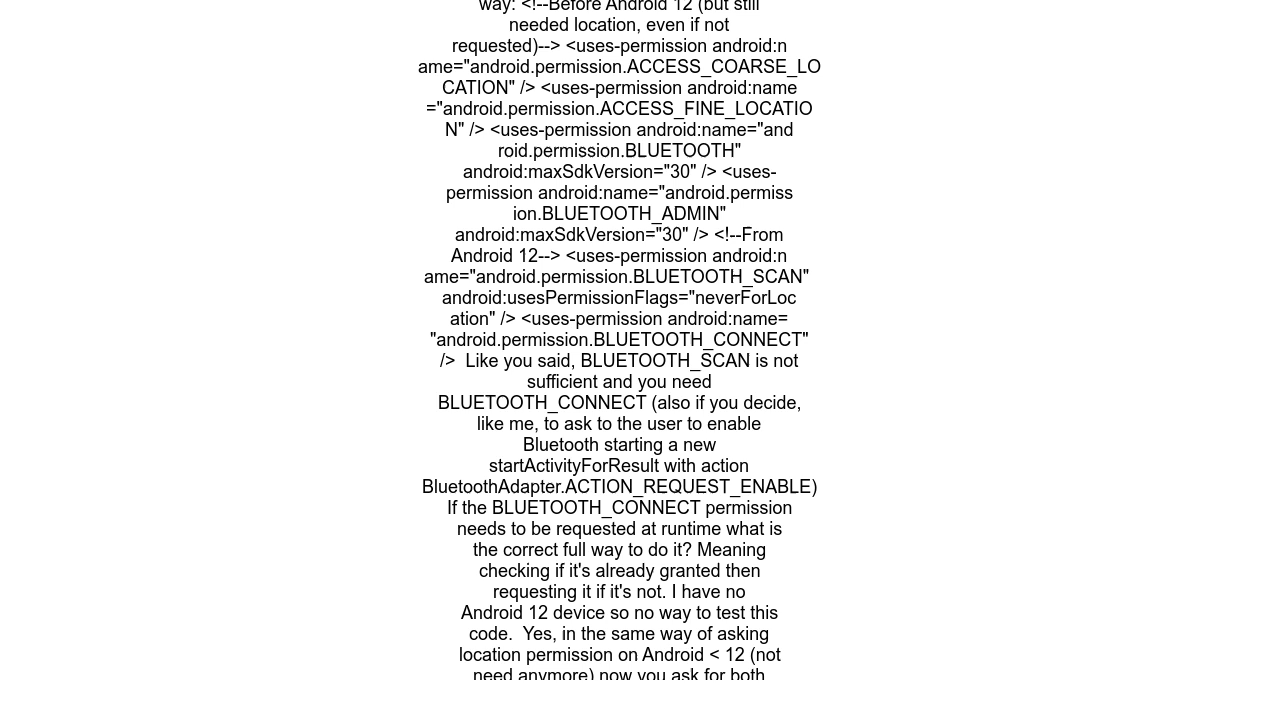 way: <!--Before Android 12 (but still
needed location, even if not
requested)--> <uses-permission android:n
ame="android.permission.ACCESS_COARSE_LO
CATION" /> <uses-permission android:name
="android.permission.ACCESS_FINE_LOCATIO
N" /> <uses-permission android:name="and
roid.permission.BLUETOOTH"
android:maxSdkVersion="30" /> <uses-
permission android:name="android.permiss
ion.BLUETOOTH_ADMIN"
android:maxSdkVersion="30" /> <!--From
Android 12--> <uses-permission android:n
ame="android.permission.BLUETOOTH_SCAN"
android:usesPermissionFlags="neverForLoc
ation" /> <uses-permission android:name=
"android.permission.BLUETOOTH_CONNECT"
/>  Like you said, BLUETOOTH_SCAN is not
sufficient and you need
BLUETOOTH_CONNECT (also if you decide,
like me, to ask to the user to enable
Bluetooth starting a new
startActivityForResult with action
BluetoothAdapter.ACTION_REQUEST_ENABLE)
If the BLUETOOTH_CONNECT permission
needs to be requested at runtime what is
the correct full way to do it? Meaning
checking if it's already granted then
requesting it if it's not. I have no
Android 12 device so no way to test this
code.  Yes, in the same way of asking
location permission on Android < 12 (not
need anymore) now you ask for both